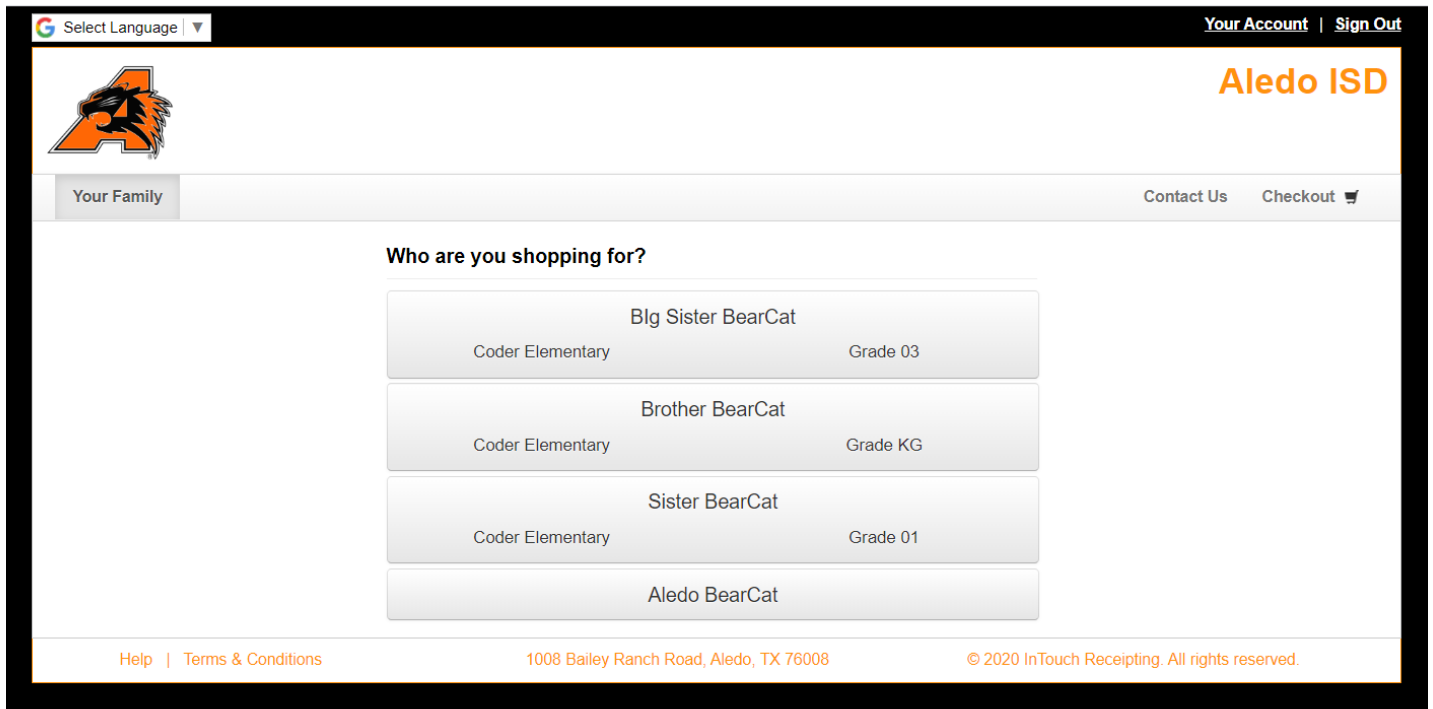 Select Language ▼
Your Account | Sign Out
Aledo ISD
A
Your Family
Contact Us
Checkout
Who are you shopping for?
BIg Sister BearCat
Coder Elementary Grade 03
Brother BearCat
Coder Elementary Grade KG
Sister BearCat
Coder Elementary Grade 01
Aledo BearCat
Help | Terms & Conditions
1008 Bailey Ranch Road, Aledo, TX 76008
© 2020 InTouch Receipting. All rights reserved.